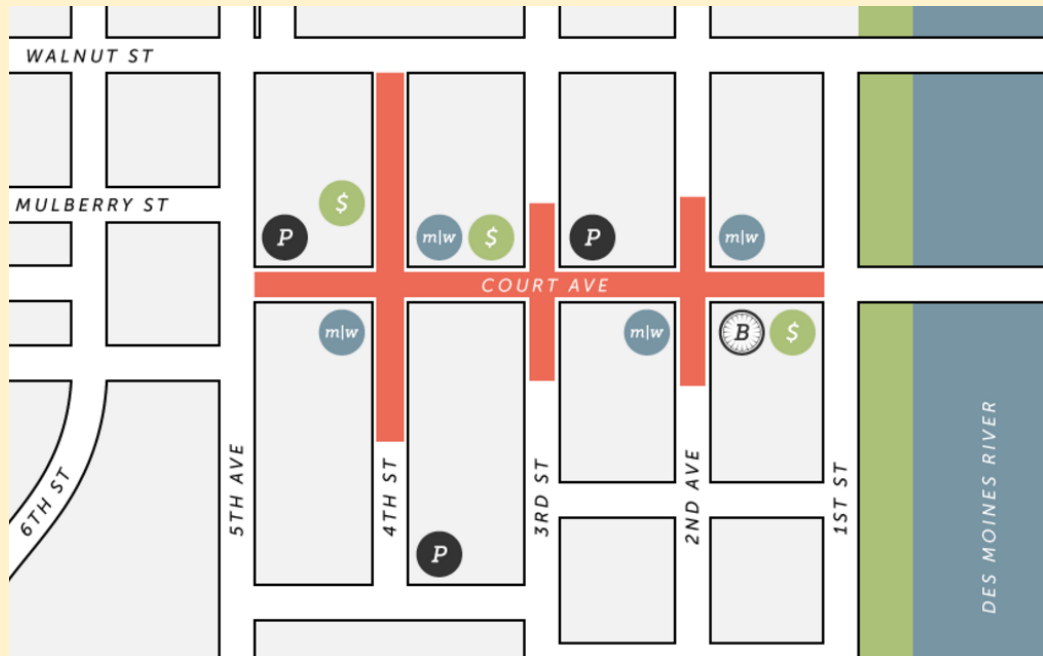 WALNUT ST
MULBERRY ST
$
P
m|w
$
P
m|w
COURT AVE
m|w
m|w
B
$
6TH ST
5TH AVE
4TH ST
3RD ST
2ND AVE
1ST ST
DES MOINES RIVER
P